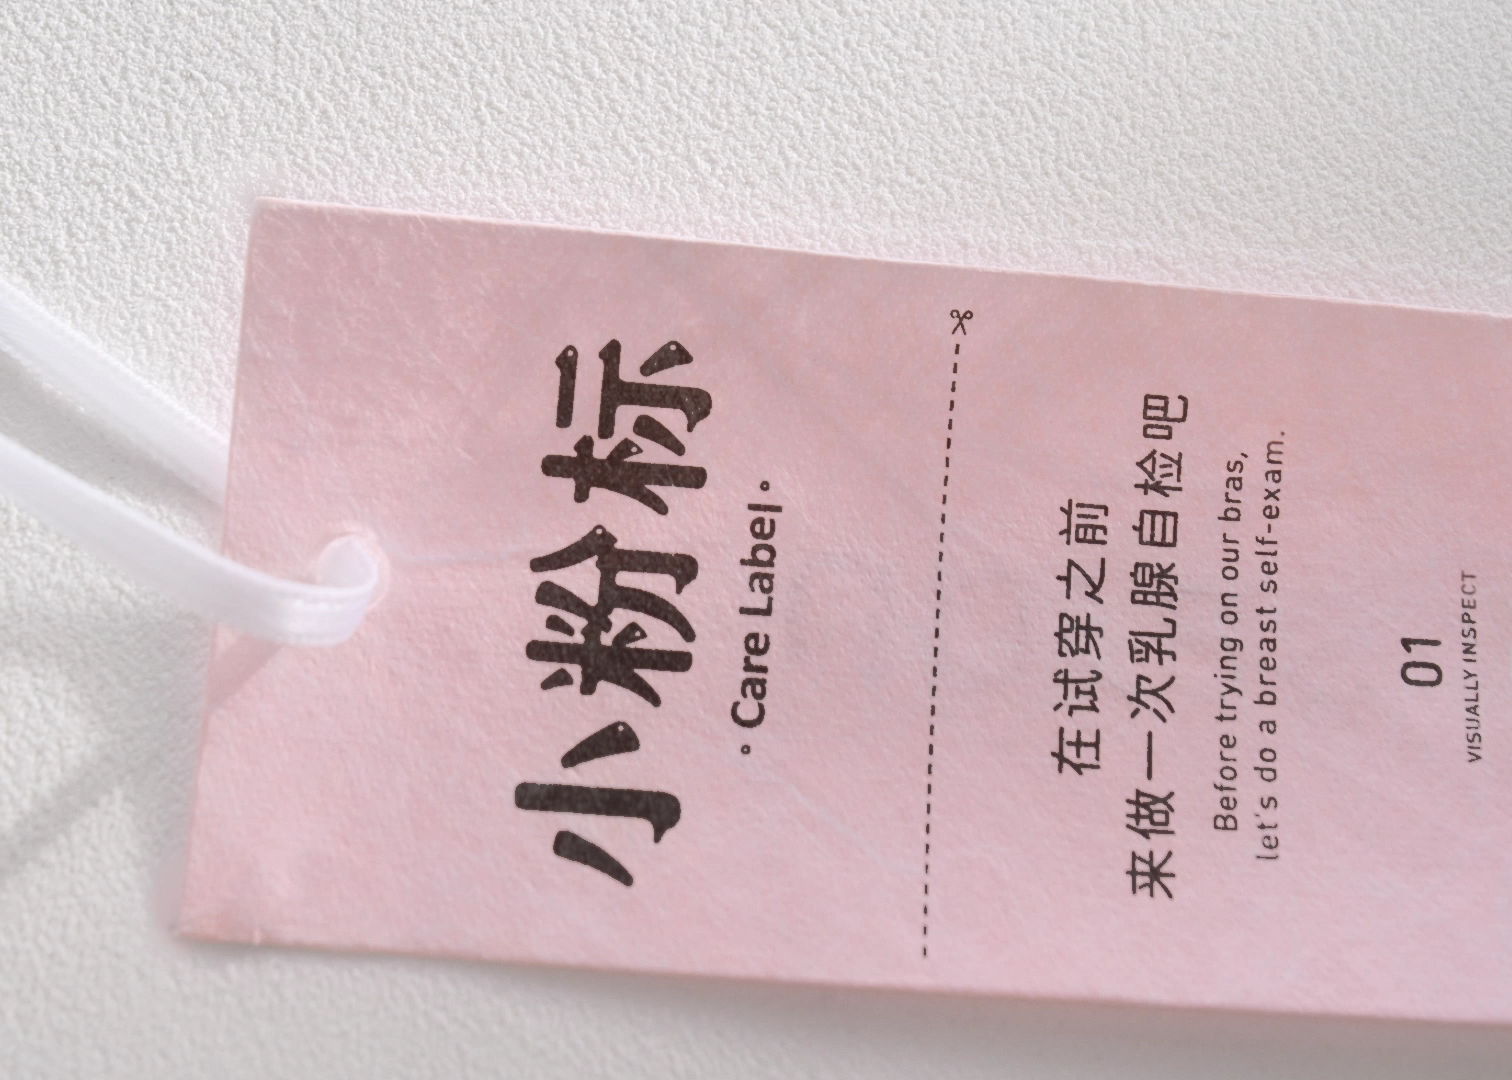 小粉标
Care Label
在试穿之前
来做一次乳腺自检吧
Before trying on our bras,
let's do a breast self-exam.
01
VISUALLY INSPECT